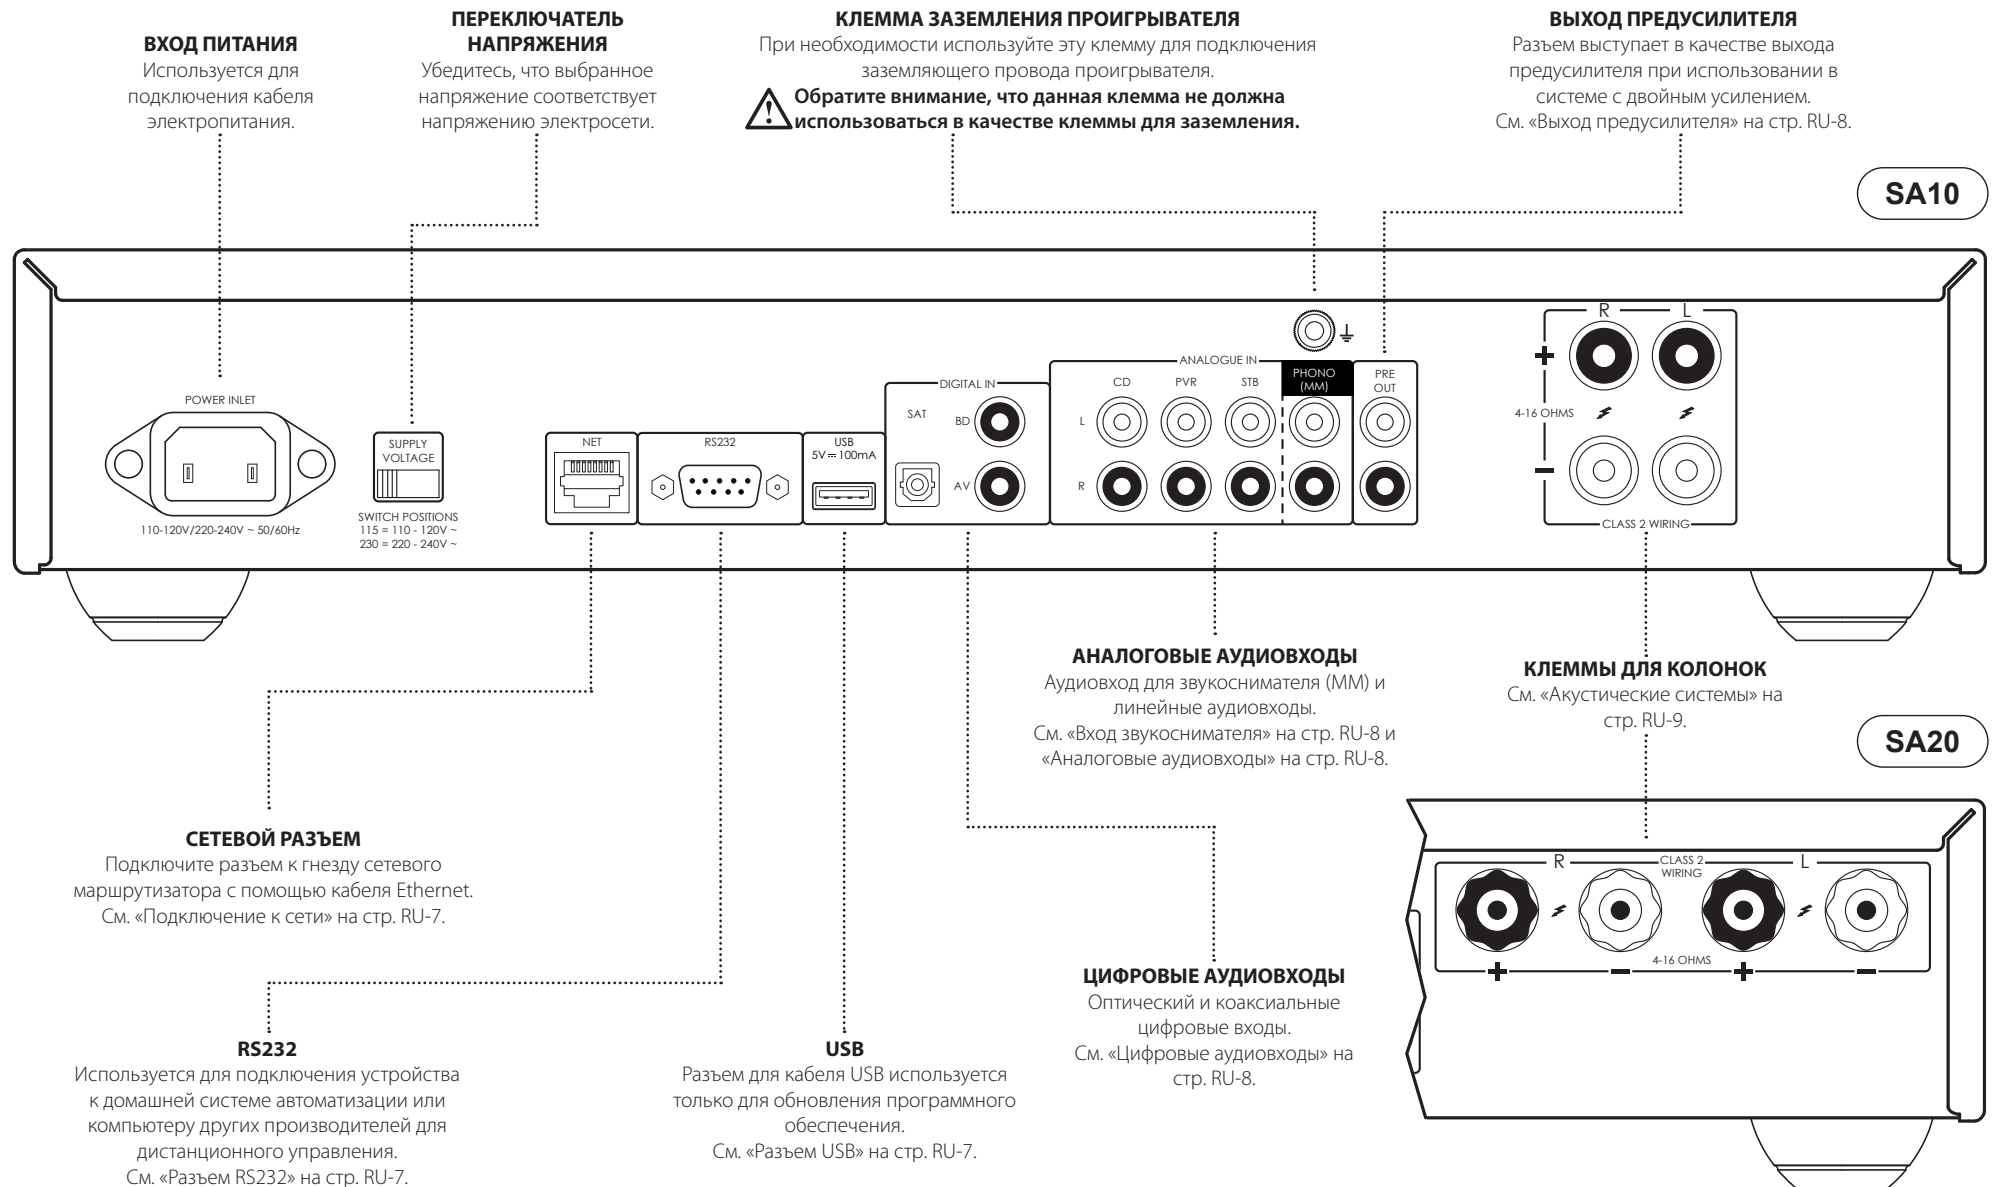 ВХОД ПИТАНИЯ
Используется для
подключения кабеля
электропитания.
ПЕРЕКЛЮЧАТЕЛЬ
НАПРЯЖЕНИЯ
Убедитесь, что выбранное
напряжение соответствует
напряжению электросети.
КЛЕММА ЗАЗЕМЛЕНИЯ ПРОИГРЫВАТЕЛЯ
При необходимости используйте эту клемму для подключения
заземляющего провода проигрывателя.
Обратите внимание, что данная клемма не должна
использоваться в качестве клеммы для заземления.
ВЫХОД ПРЕДУСИЛИТЕЛЯ
Разъем выступает в качестве выхода
предусилителя при использовании в
системе с двойным усилением.
См. «Выход предусилителя» на стр. RU-8.
SA10
POWER INLET
110-120V/220-240V ~ 50/60Hz
SUPPLY
VOLTAGE
SWITCH POSITIONS
115 = 110 - 120V ~
230 = 220 - 240V ~
NET
RS232
USB
5V ⎓ 100mA
DIGITAL IN
SAT
BD
AV
ANALOGUE IN
CD PVR STB
L
R
PHONO
(MM)
PRE
OUT
R L
+
4-16 OHMS
−
CLASS 2 WIRING
АНАЛОГОВЫЕ АУДИОВХОДЫ
Аудиовход для звукоснимателя (MM) и
линейные аудиовходы.
См. «Вход звукоснимателя» на стр. RU-8 и
«Аналоговые аудиовходы» на стр. RU-8.
КЛЕММЫ ДЛЯ КОЛОНОК
См. «Акустические системы» на
стр. RU-9.
SA20
R
CLASS 2
WIRING
L
4-16 OHMS
+ − + −
СЕТЕВОЙ РАЗЪЕМ
Подключите разъем к гнезду сетевого
маршрутизатора с помощью кабеля Ethernet.
См. «Подключение к сети» на стр. RU-7.
ЦИФРОВЫЕ АУДИОВХОДЫ
Оптический и коаксиальные
цифровые входы.
См. «Цифровые аудиовходы» на
стр. RU-8.
RS232
Используется для подключения устройства
к домашней системе автоматизации или
компьютеру других производителей для
дистанционного управления.
См. «Разъем RS232» на стр. RU-7.
USB
Разъем для кабеля USB используется
только для обновления программного
обеспечения.
См. «Разъем USB» на стр. RU-7.